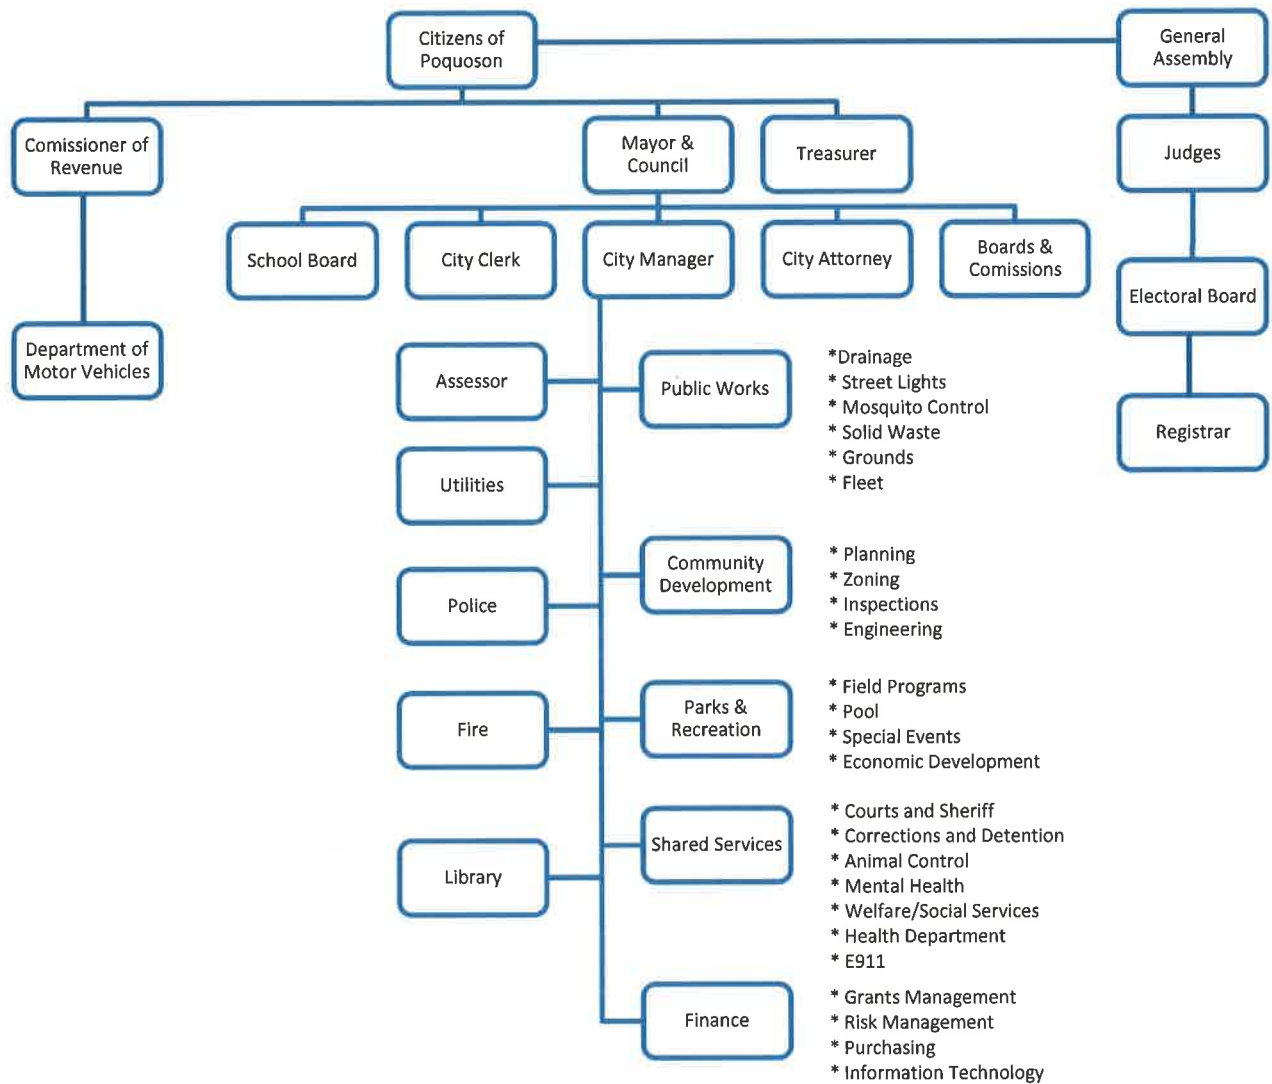 Citizens of
Poquoson
General
Assembly
Comissioner of
Revenue
Mayor &
Council
Treasurer
Judges
School Board
City Clerk
City Manager
City Attorney
Boards &
Comissions
Electoral Board
Department of
Motor Vehicles
Registrar
Assessor
Public Works
*Drainage
* Street Lights
* Mosquito Control
* Solid Waste
* Grounds
* Fleet
Utilities
Community
Development
* Planning
* Zoning
* Inspections
* Engineering
Police
Parks &
Recreation
* Field Programs
* Pool
* Special Events
* Economic Development
Fire
Shared Services
* Courts and Sheriff
* Corrections and Detention
* Animal Control
* Mental Health
* Welfare/Social Services
* Health Department
* E911
Library
Finance
* Grants Management
* Risk Management
* Purchasing
* Information Technology